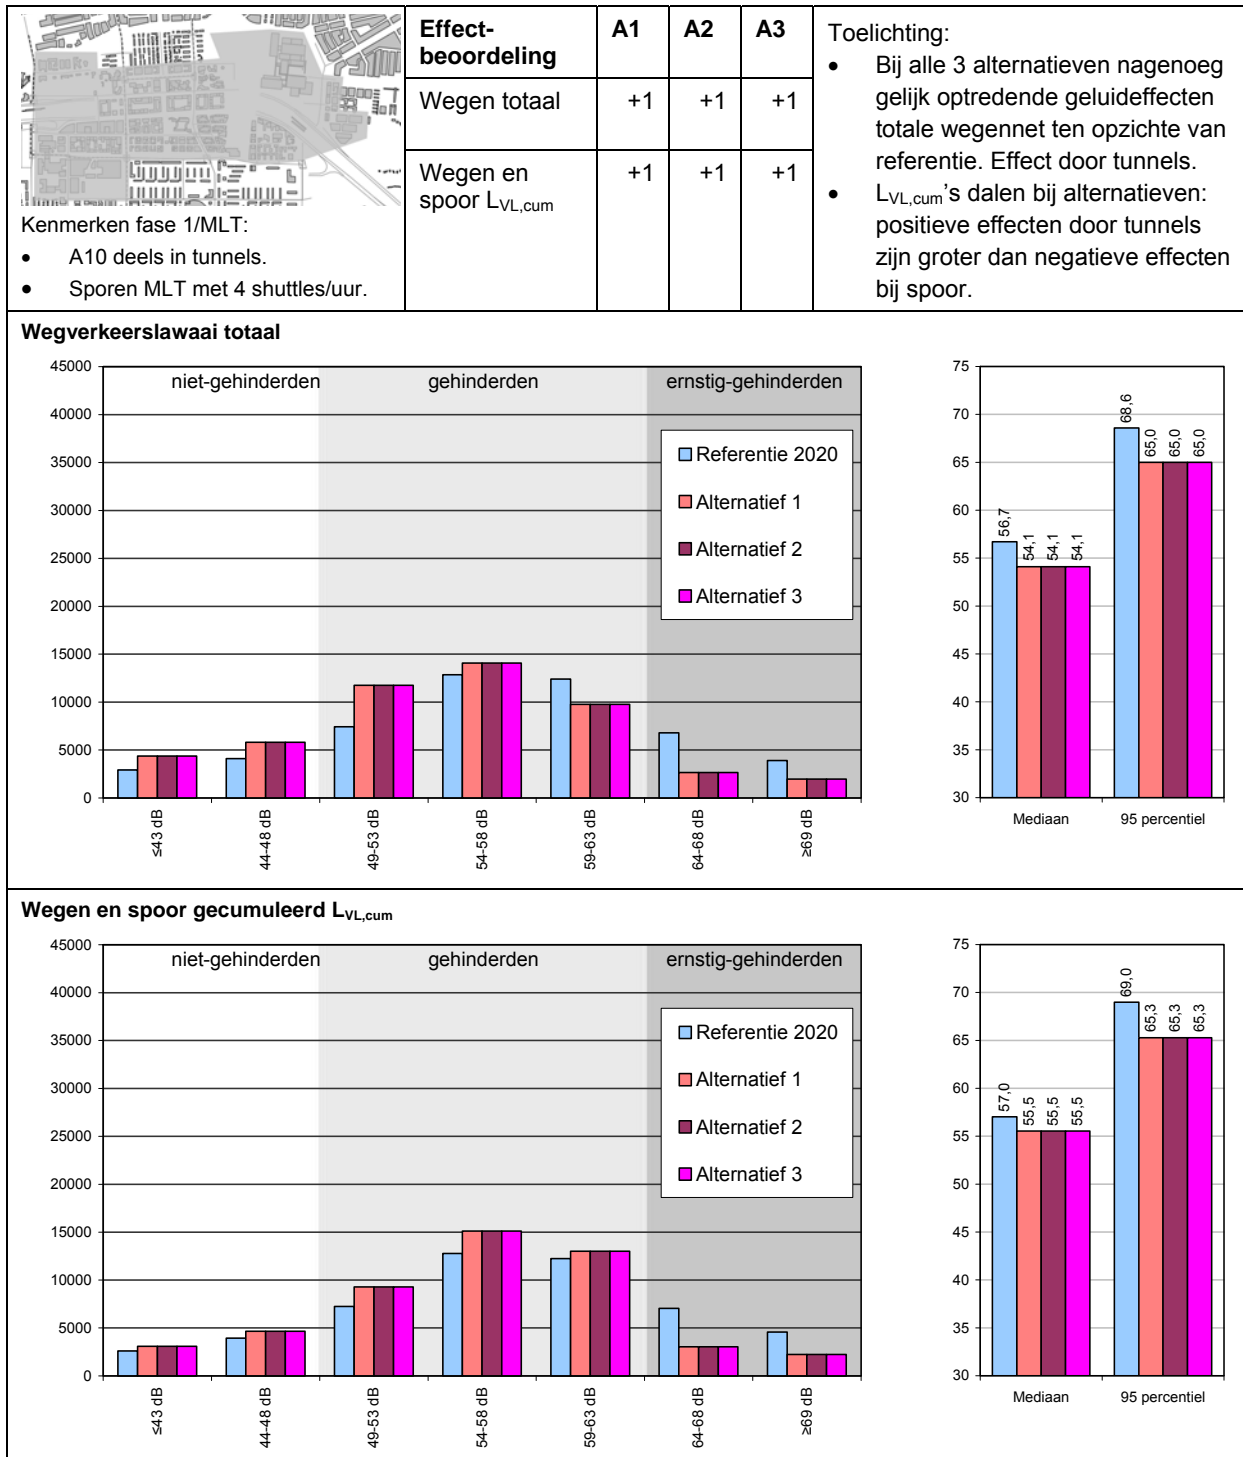 Effect-
beoordeling
A1
A2
A3
Wegen totaal
+1
+1
+1
Wegen en
spoor LVL,cum
+1
+1
+1
Kenmerken fase 1/MLT:
• A10 deels in tunnels.
• Sporen MLT met 4 shuttles/uur.
Toelichting:
• Bij alle 3 alternatieven nagenoeg
gelijk optredende geluideffecten
totale wegennet ten opzichte van
referentie. Effect door tunnels.
• LVL,cum's dalen bij alternatieven:
positieve effecten door tunnels
zijn groter dan negatieve effecten
bij spoor.
Wegverkeerslawaai totaal
45000
40000
35000
30000
25000
20000
15000
10000
5000
0
niet-gehinderden
gehinderden
ernstig-gehinderden
Referentie 2020
Alternatief 1
Alternatief 2
Alternatief 3
≤43 dB
44-48 dB
49-53 dB
54-58 dB
59-63 dB
64-68 dB
≥69 dB
75
70
65
60
55
50
45
40
35
30
56,7
54,1
54,1
54,1
68,6
65,0
65,0
65,0
Mediaan
95 percentiel
Wegen en spoor gecumuleerd LVL,cum
45000
40000
35000
30000
25000
20000
15000
10000
5000
0
niet-gehinderden
gehinderden
ernstig-gehinderden
Referentie 2020
Alternatief 1
Alternatief 2
Alternatief 3
≤43 dB
44-48 dB
49-53 dB
54-58 dB
59-63 dB
64-68 dB
≥69 dB
75
70
65
60
55
50
45
40
35
30
57,0
55,5
55,5
55,5
69,0
65,3
65,3
65,3
Mediaan
95 percentiel